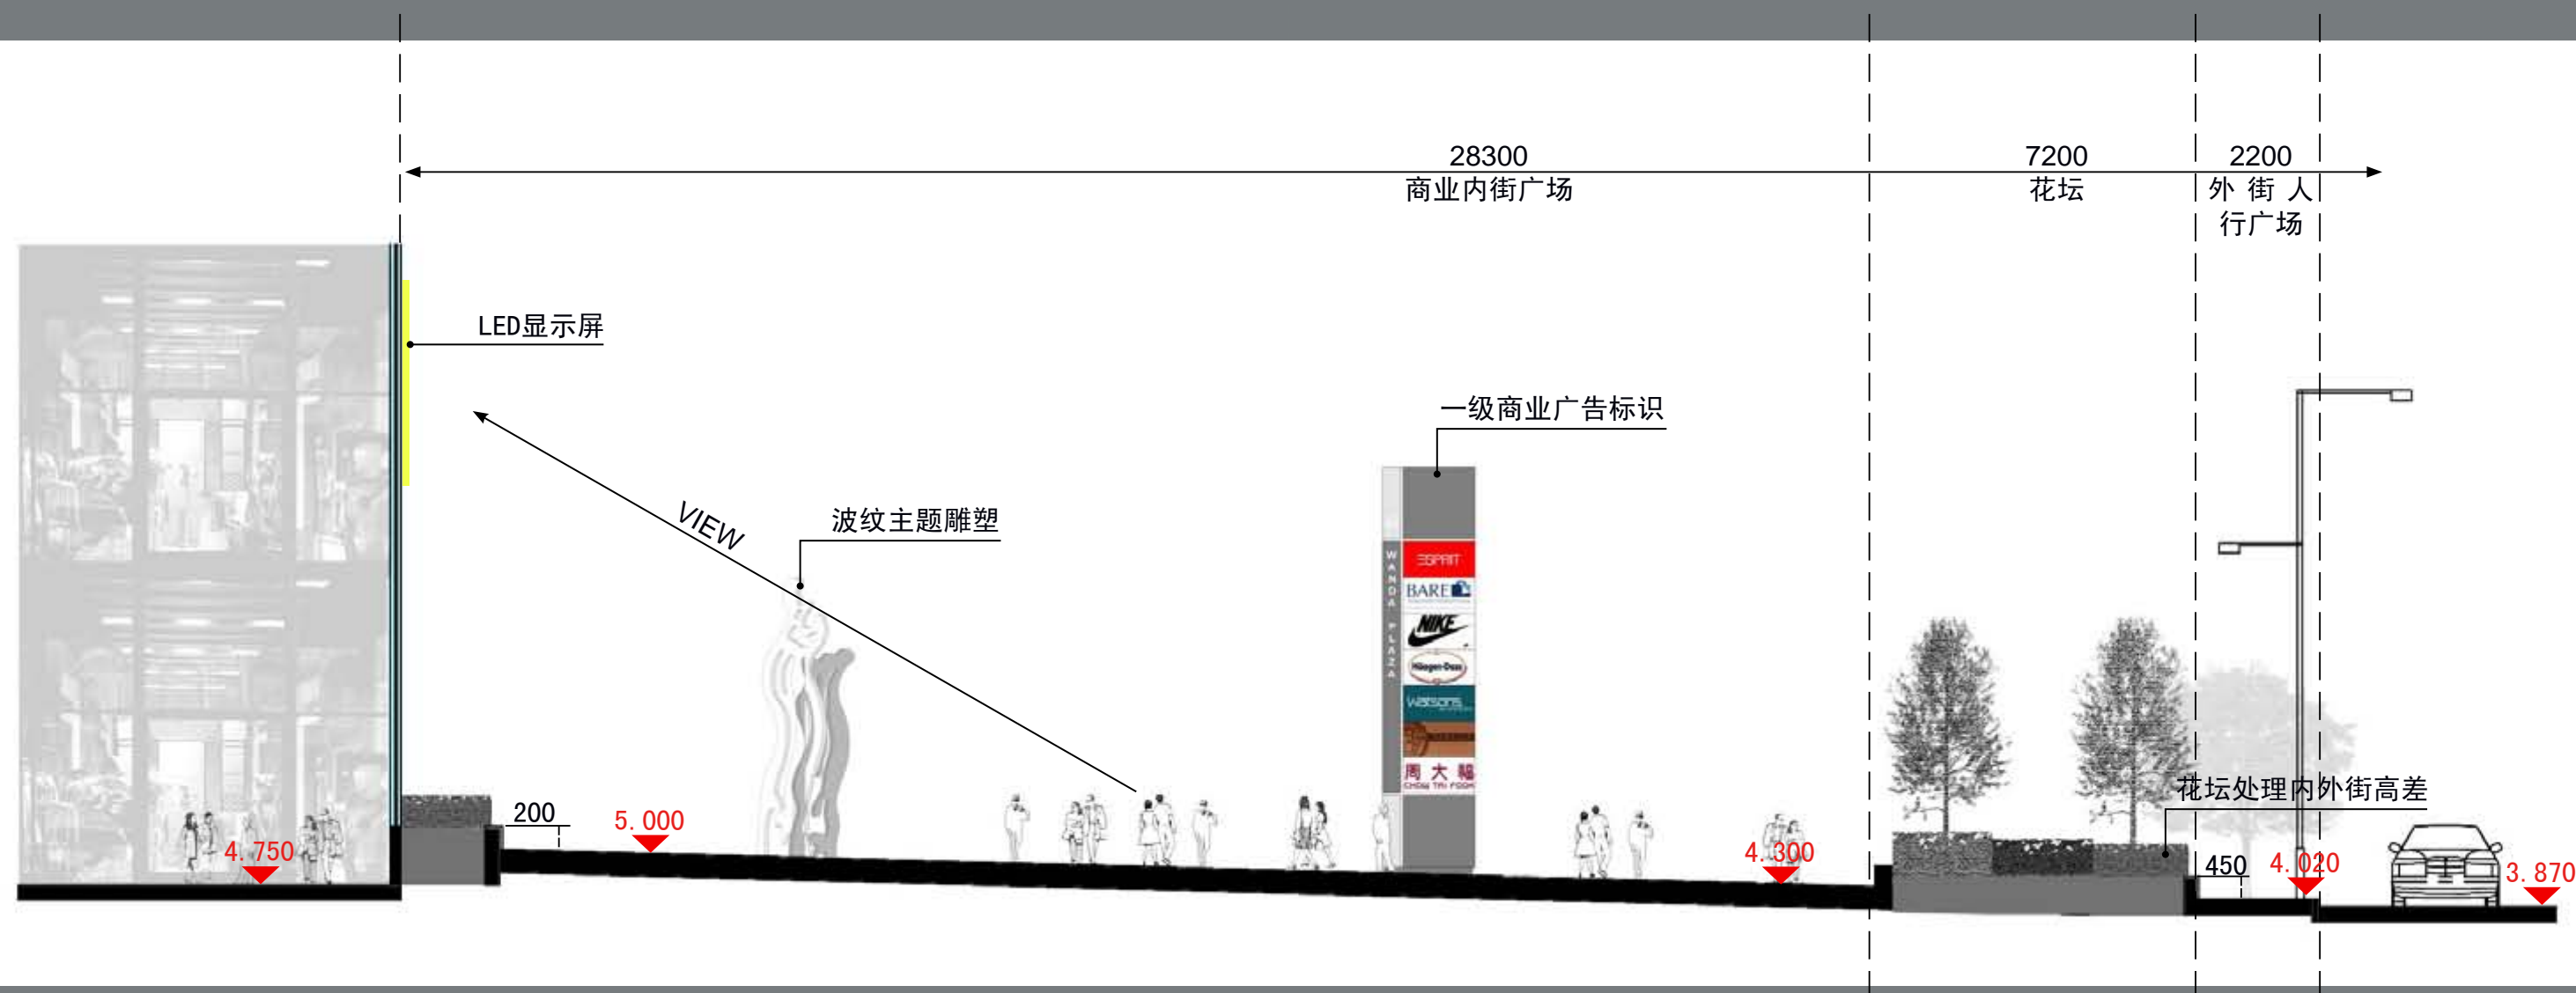 28300
商业内街广场
7200
花坛
2200
外街人
行广场
LED显示屏
一级商业广告标识
VIEW
波纹主题雕塑
WANDA PLAZA
ESPRIT
BARE
NIKE
Häagen-Dazs
watsons
周大福
CHOW TAI FOOK
花坛处理内外街高差
200
5.000
4.750
4.300
450
4.020
3.870